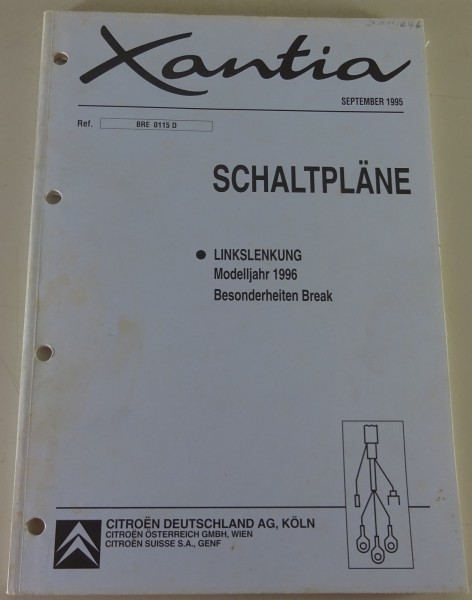 Xantia
SEPTEMBER 1995
Ref. BRE 0115 D
SCHALTPLÄNE
● LINKSLENKUNG
Modelljahr 1996
Besonderheiten Break
CITROËN DEUTSCHLAND AG, KÖLN
CITROËN ÖSTERREICH GMBH, WIEN
CITROËN SUISSE S.A., GENF